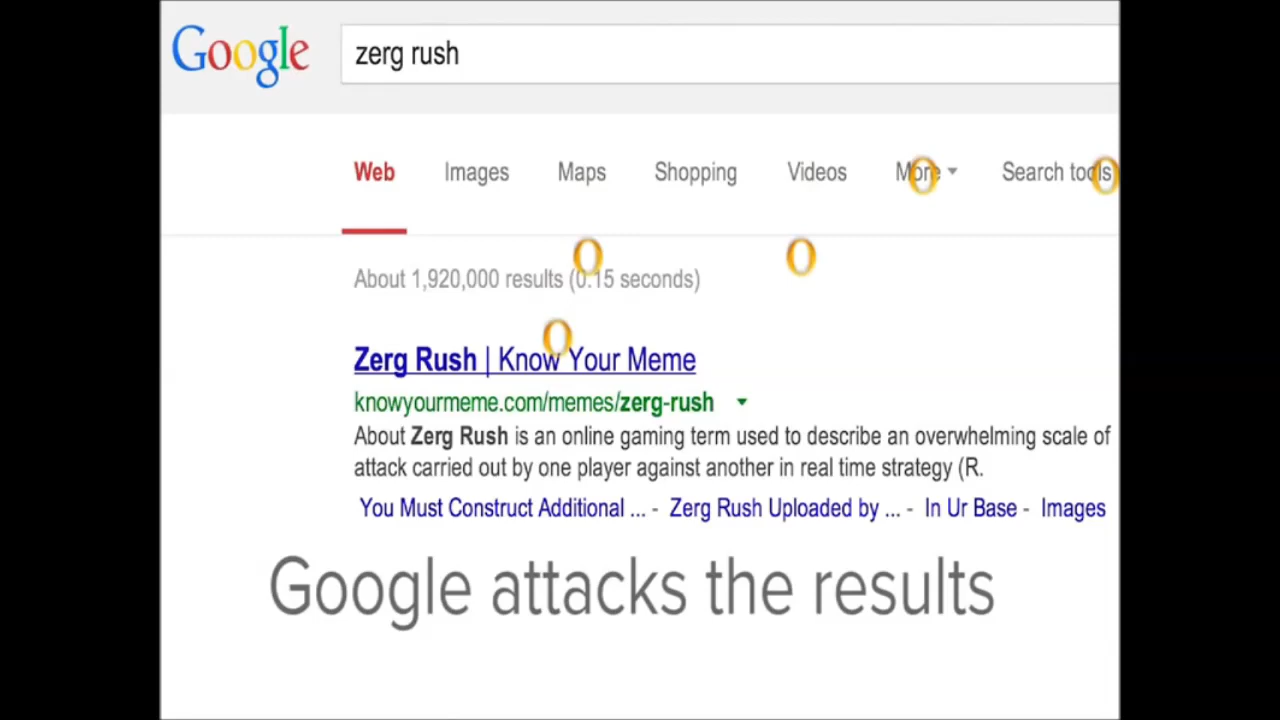 Google zerg rush
Web Images Maps Shopping Videos More Search tools
O O
O O
About 1,920,000 results (0.15 seconds)
O
Zerg Rush | Know Your Meme
knowyourmeme.com/memes/zerg-rush
About Zerg Rush is an online gaming term used to describe an overwhelming scale of
attack carried out by one player against another in real time strategy (R.
You Must Construct Additional ... - Zerg Rush Uploaded by ... - In Ur Base - Images
Google attacks the results